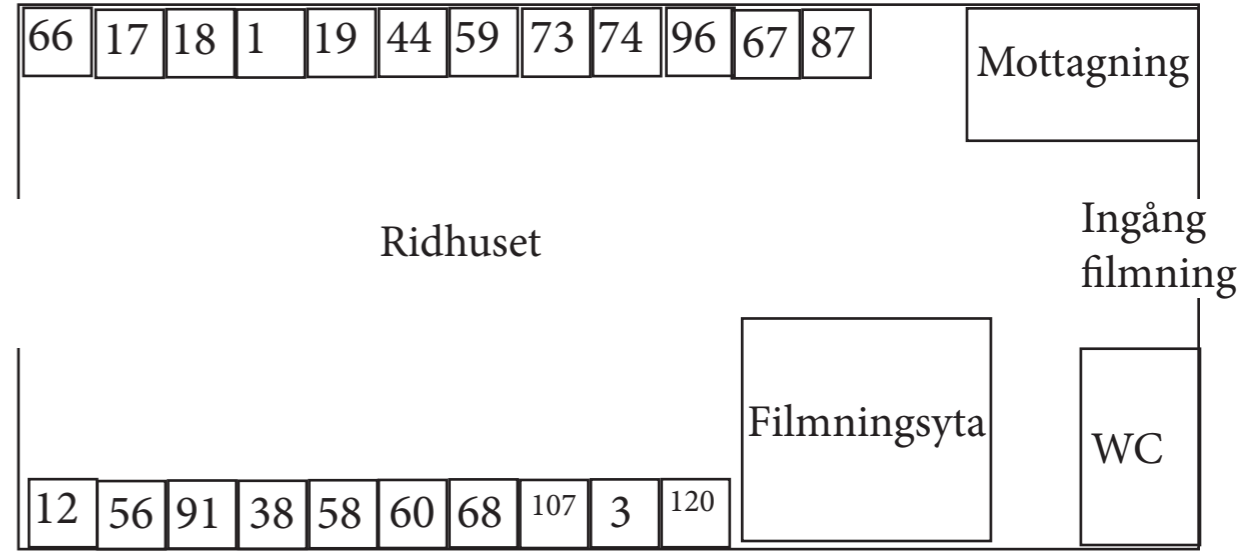 66 17 18 1 19 44 59 73 74 96 67 87
Mottagning
Ridhuset
Ingång
filmning
Filmningsyta
WC
12 56 91 38 58 60 68 107 3 120